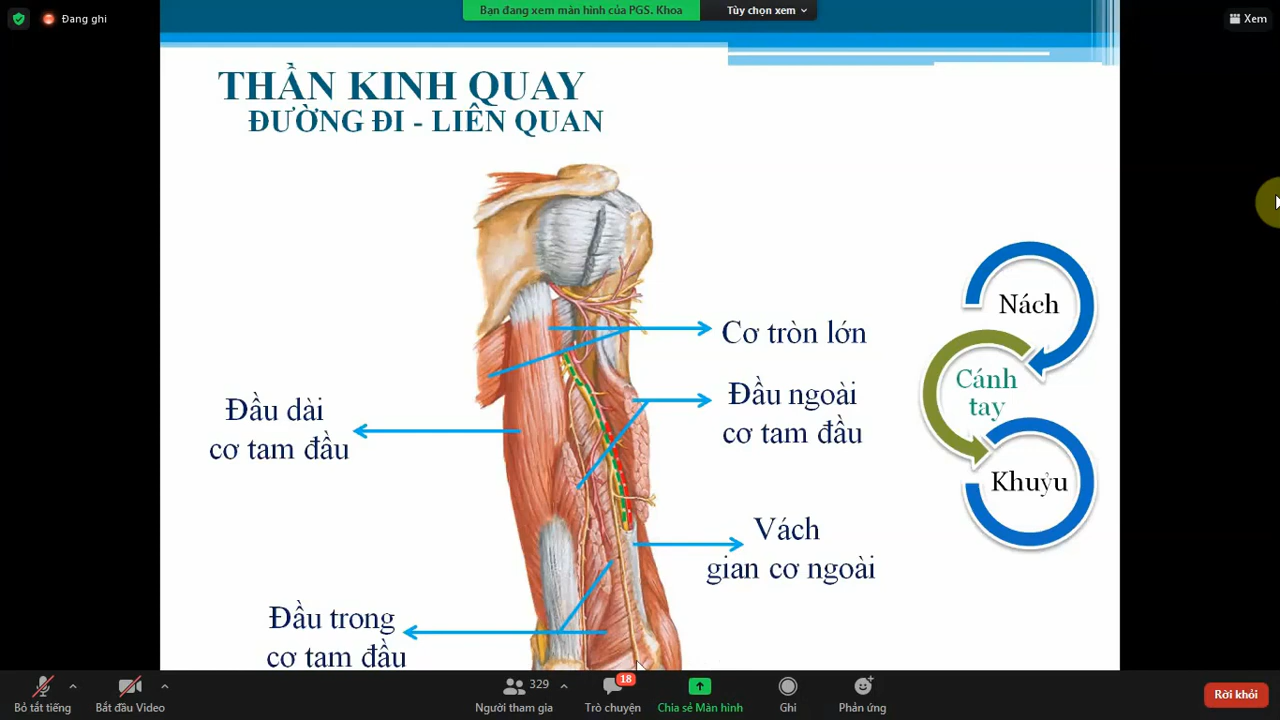 Đang ghi
Bạn đang xem màn hình của PGS. Khoa
Tùy chọn xem
Xem
THẦN KINH QUAY
ĐƯỜNG ĐI - LIÊN QUAN
Cơ tròn lớn
Đầu ngoài
cơ tam đầu
Đầu dài
cơ tam đầu
Vách
gian cơ ngoài
Đầu trong
cơ tam đầu
Nách
Cánh
tay
Khuỷu
Bỏ tắt tiếng
Bắt đầu Video
329
Người tham gia
18
Trò chuyện
Chia sẻ Màn hình
Ghi
Phản ứng
Rời khỏi